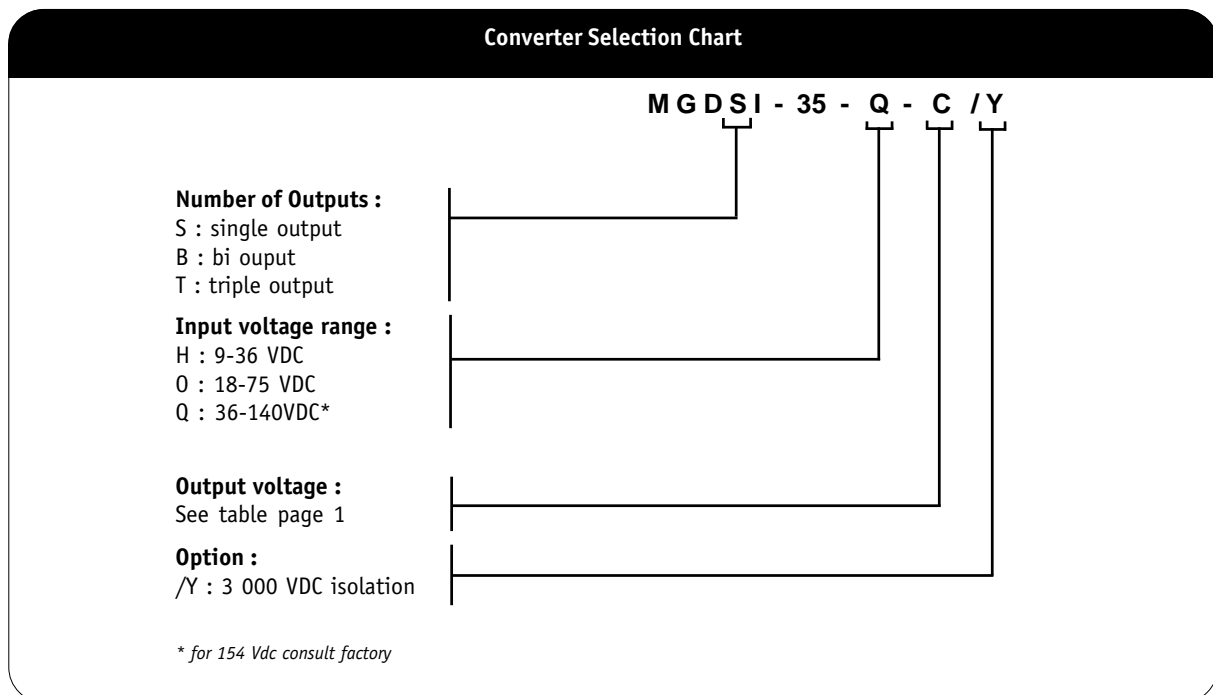 Converter Selection Chart
MGDSI - 35 - Q - C /Y
Number of Outputs :
S : single output
B : bi ouput
T : triple output
Input voltage range :
H : 9-36 VDC
O : 18-75 VDC
Q : 36-140VDC*
Output voltage :
See table page 1
Option :
/Y : 3 000 VDC isolation
* for 154 Vdc consult factory